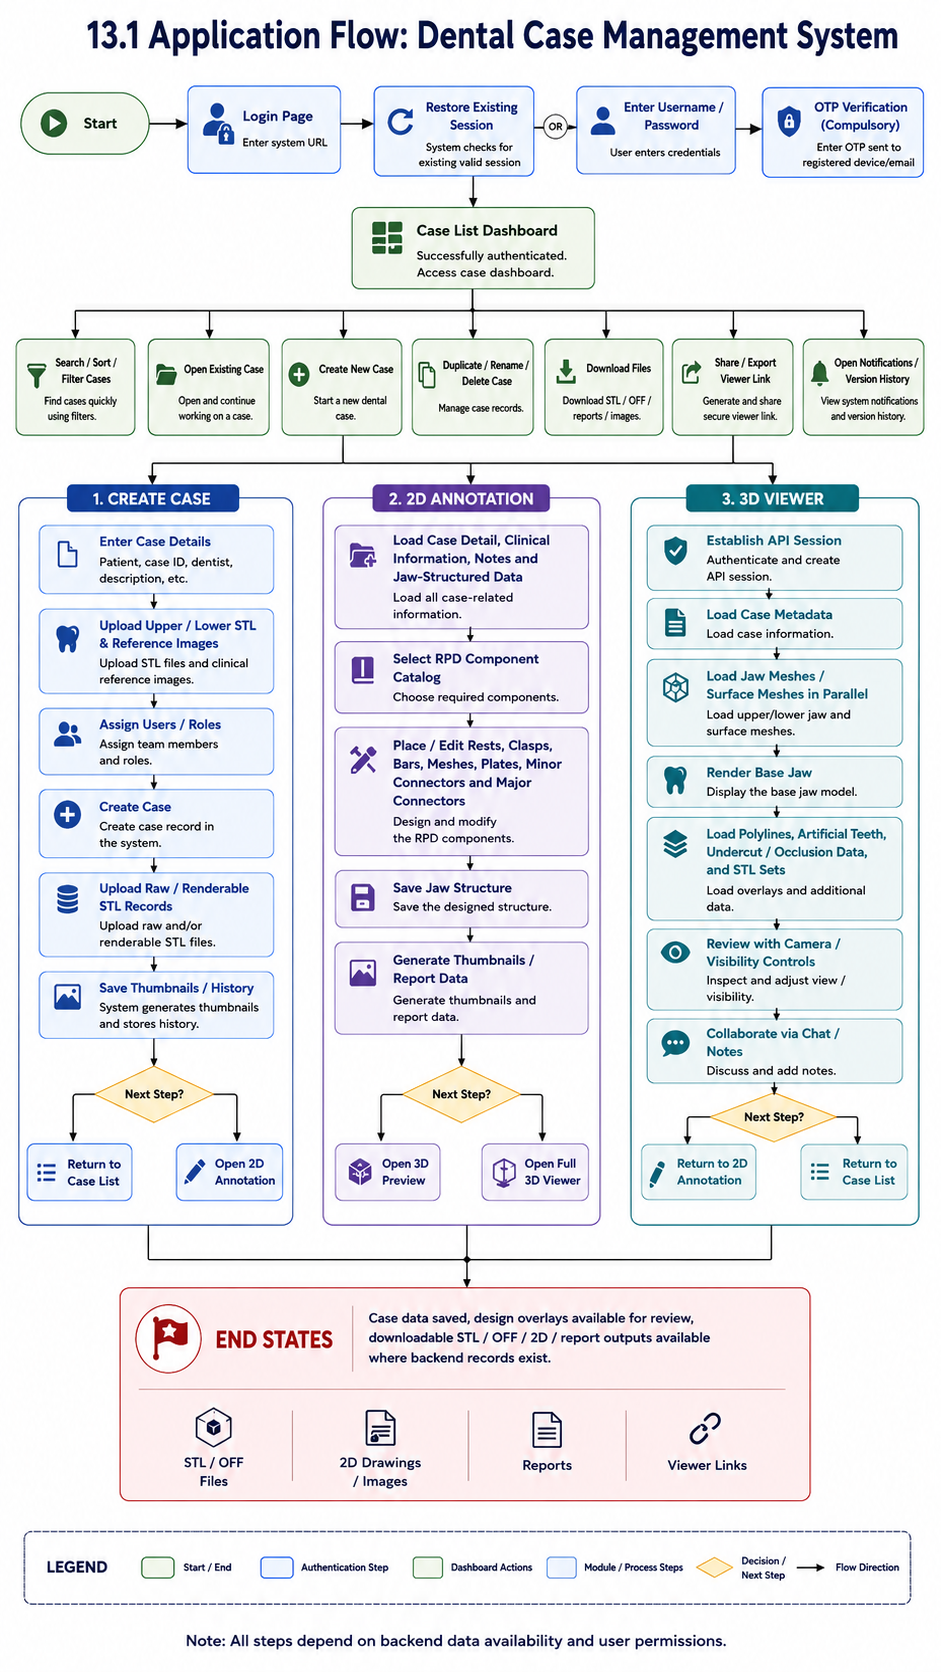 13.1 Application Flow: Dental Case Management System
Start
Login Page
Enter system URL
Restore Existing
Session
System checks for
existing valid session
OR
Enter Username /
Password
User enters credentials
OTP Verification
(Compulsory)
Enter OTP sent to
registered device/email
Case List Dashboard
Successfully authenticated.
Access case dashboard.
Search / Sort /
Filter Cases
Find cases quickly
using filters.
Open Existing Case
Open and continue
working on a case.
Create New Case
Start a new dental
case.
Duplicate / Rename /
Delete Case
Manage case records.
Download Files
Download STL / OFF /
reports / images.
Share / Export
Viewer Link
Generate and share
secure viewer link.
Open Notifications /
Version History
View system notifications
and version history.
1. CREATE CASE
Enter Case Details
Patient, case ID, dentist,
description, etc.
Upload Upper / Lower STL
& Reference Images
Upload STL files and clinical
reference images.
Assign Users / Roles
Assign team members
and roles.
Create Case
Create case record in
the system.
Upload Raw / Renderable
STL Records
Upload raw and/or
renderable STL files.
Save Thumbnails / History
System generates thumbnails
and stores history.
Next Step?
Return to
Case List
Open 2D
Annotation
2. 2D ANNOTATION
Load Case Detail, Clinical
Information, Notes and
Jaw-Structured Data
Load all case-related
information.
Select RPD Component
Catalog
Choose required components.
Place / Edit Rests, Clasps,
Bars, Meshes, Plates, Minor
Connectors and Major
Connectors
Design and modify
the RPD components.
Save Jaw Structure
Save the designed structure.
Generate Thumbnails /
Report Data
Generate thumbnails and
report data.
Next Step?
Open 3D
Preview
Open Full
3D Viewer
3. 3D VIEWER
Establish API Session
Authenticate and create
API session.
Load Case Metadata
Load case information.
Load Jaw Meshes /
Surface Meshes in Parallel
Load upper/lower jaw and
surface meshes.
Render Base Jaw
Display the base jaw model.
Load Polylines, Artificial Teeth,
Undercut / Occlusion Data,
and STL Sets
Load overlays and additional
data.
Review with Camera /
Visibility Controls
Inspect and adjust view /
visibility.
Collaborate via Chat /
Notes
Discuss and add notes.
Next Step?
Return to 2D
Annotation
Return to
Case List
END STATES
Case data saved, design overlays available for review,
downloadable STL / OFF / 2D / report outputs available
where backend records exist.
STL / OFF
Files
2D Drawings
/ Images
Reports
Viewer Links
LEGEND
Start / End
Authentication Step
Dashboard Actions
Module / Process Steps
Decision /
Next Step
Flow Direction
Note: All steps depend on backend data availability and user permissions.